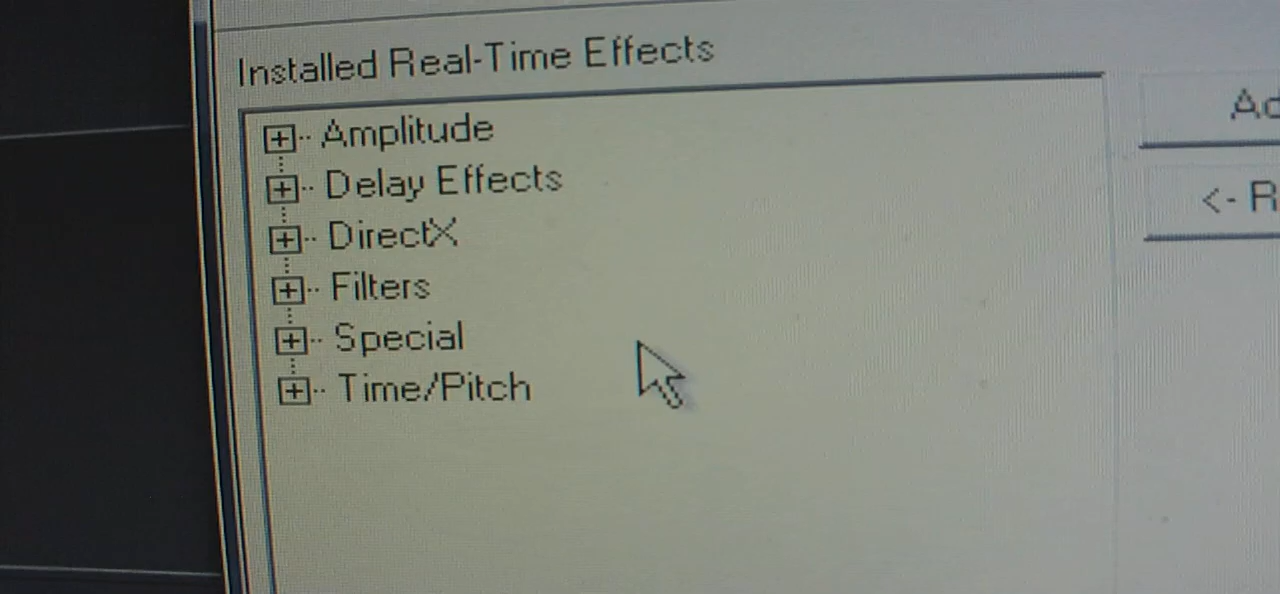 Installed Real-Time Effects
Amplitude
Delay Effects
DirectX
Filters
Special
Time/Pitch
<- R